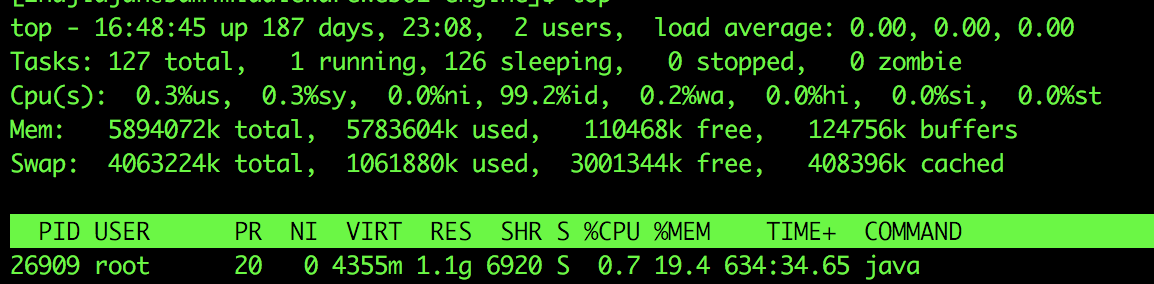 top - 16:48:45 up 187 days, 23:08,  2 users,  load average: 0.00, 0.00, 0.00
Tasks: 127 total,   1 running, 126 sleeping,   0 stopped,   0 zombie
Cpu(s):  0.3%us,  0.3%sy,  0.0%ni, 99.2%id,  0.2%wa,  0.0%hi,  0.0%si,  0.0%st
Mem:   5894072k total,  5783604k used,   110468k free,   124756k buffers
Swap:  4063224k total,  1061880k used,  3001344k free,   408396k cached
  PID USER      PR  NI  VIRT  RES  SHR S %CPU %MEM    TIME+  COMMAND
26909 root      20   0 4355m 1.1g 6920 S  0.7 19.4 634:34.65 java